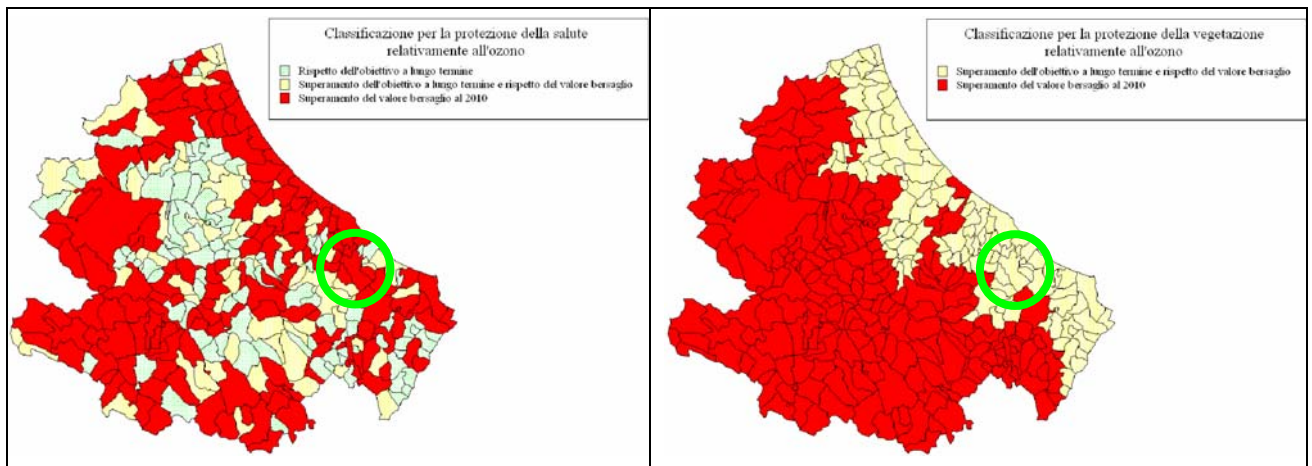 Classificazione per la protezione della salute
relativamente all'ozono
Rispetto dell'obiettivo a lungo termine
Superamento dell'obiettivo a lungo termine e rispetto del valore bersaglio
Superamento del valore bersaglio al 2010
Classificazione per la protezione della vegetazione
relativamente all'ozono
Superamento dell'obiettivo a lungo termine e rispetto del valore bersaglio
Superamento del valore bersaglio al 2010